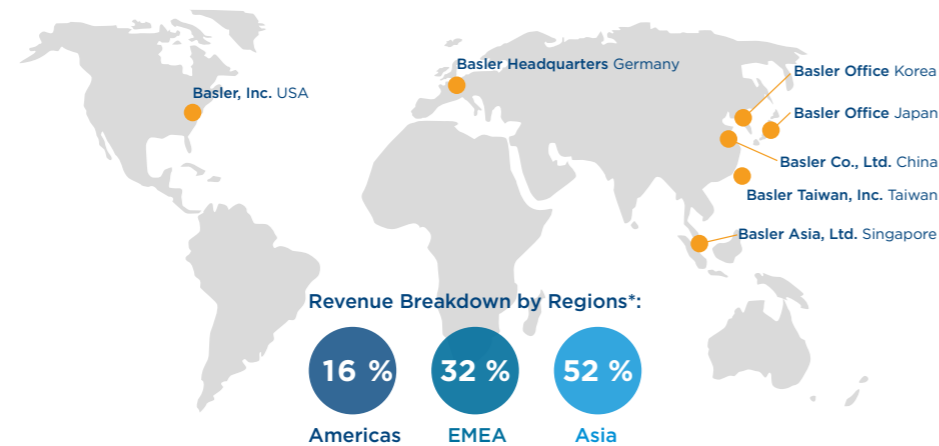 Basler Headquarters Germany
Basler Office Korea
Basler, Inc. USA
Basler Office Japan
Basler Co., Ltd. China
Basler Taiwan, Inc. Taiwan
Basler Asia, Ltd. Singapore
Revenue Breakdown by Regions*:
16 % 32 % 52 %
Americas EMEA Asia